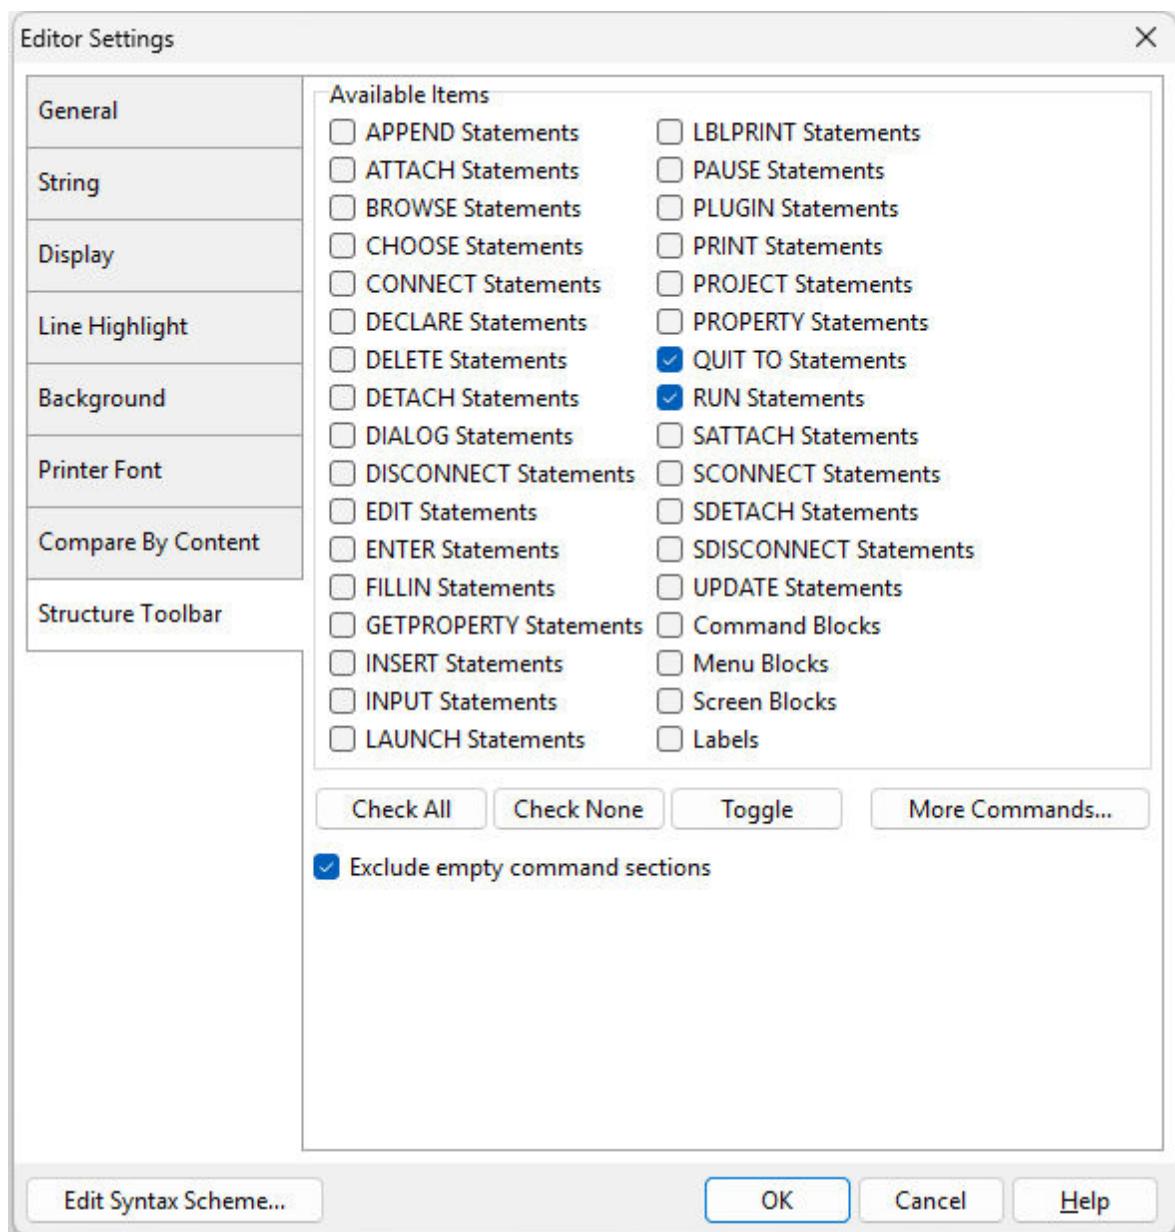 Editor Settings
General
String
Display
Line Highlight
Background
Printer Font
Compare By Content
Structure Toolbar
Available Items
APPEND Statements
ATTACH Statements
BROWSE Statements
CHOOSE Statements
CONNECT Statements
DECLARE Statements
DELETE Statements
DETACH Statements
DIALOG Statements
DISCONNECT Statements
EDIT Statements
ENTER Statements
FILLIN Statements
GETPROPERTY Statements
INSERT Statements
INPUT Statements
LAUNCH Statements
LBLPRINT Statements
PAUSE Statements
PLUGIN Statements
PRINT Statements
PROJECT Statements
PROPERTY Statements
QUIT TO Statements
RUN Statements
SATTACH Statements
SCONNECT Statements
SDETACH Statements
SDISCONNECT Statements
UPDATE Statements
Command Blocks
Menu Blocks
Screen Blocks
Labels
Check All
Check None
Toggle
More Commands...
Exclude empty command sections
Edit Syntax Scheme...
OK
Cancel
Help